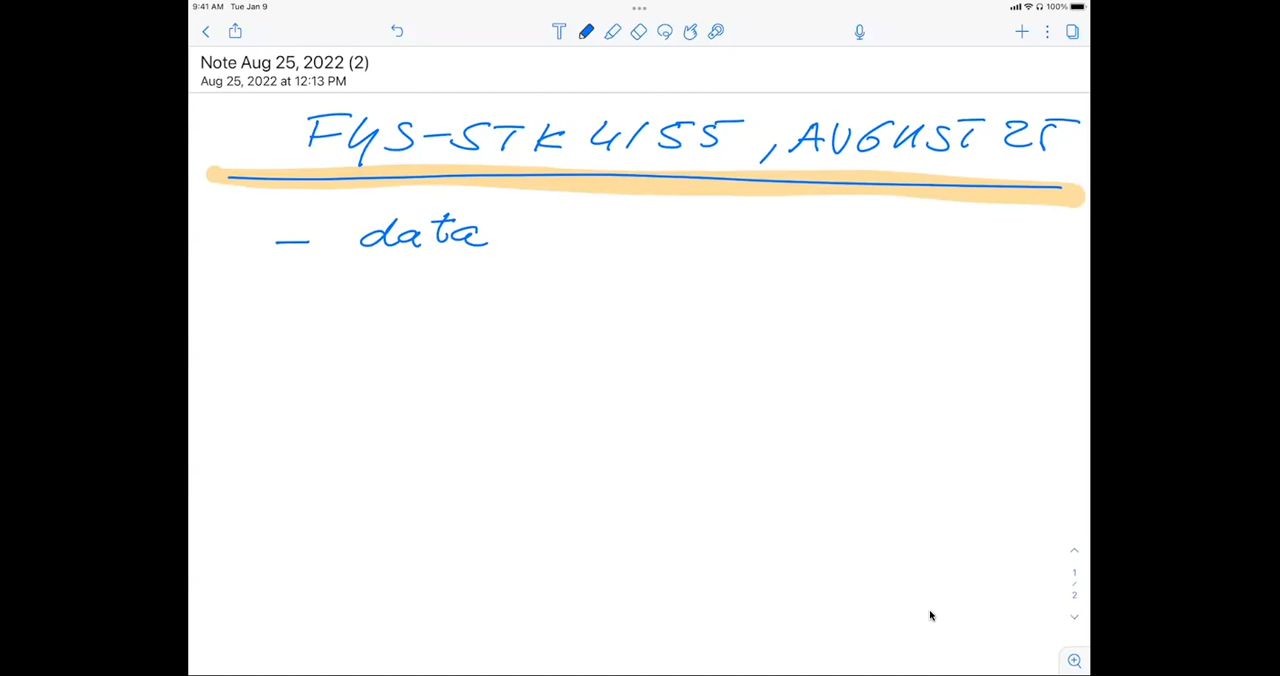 9:41 AM Tue Jan 9
100%
Note Aug 25, 2022 (2)
Aug 25, 2022 at 12:13 PM
FYS-STK 4155, AUGUST 25
- data
1
/
2